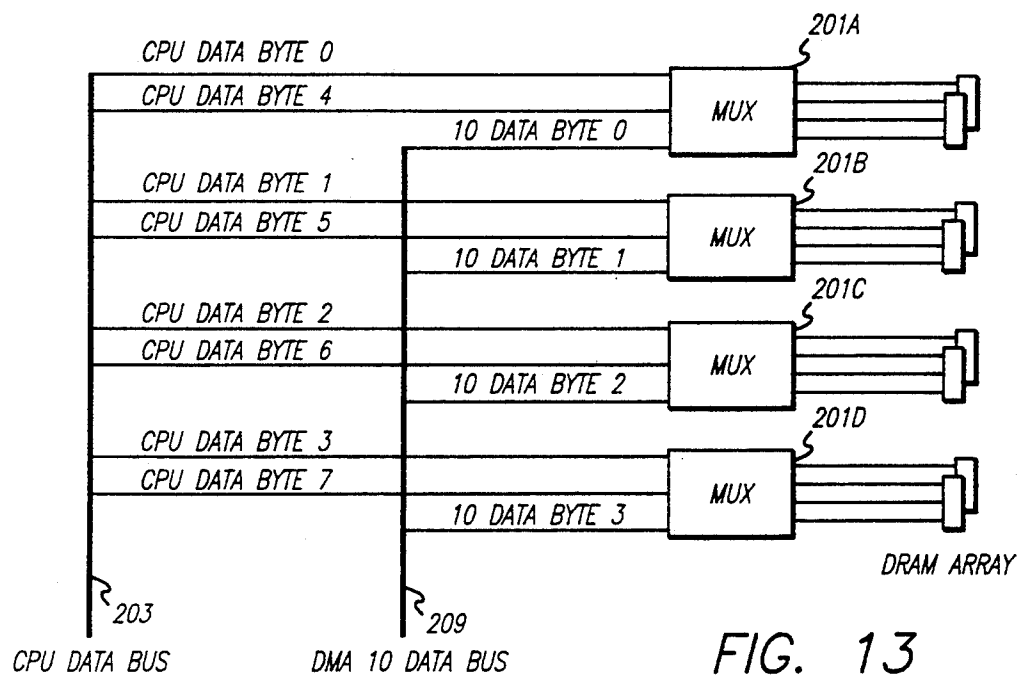 CPU DATA BYTE 0
CPU DATA BYTE 4
10 DATA BYTE 0
MUX
201A
CPU DATA BYTE 1
CPU DATA BYTE 5
10 DATA BYTE 1
MUX
201B
CPU DATA BYTE 2
CPU DATA BYTE 6
10 DATA BYTE 2
MUX
201C
CPU DATA BYTE 3
CPU DATA BYTE 7
10 DATA BYTE 3
MUX
201D
DRAM ARRAY
203
209
CPU DATA BUS
DMA 10 DATA BUS
FIG. 13